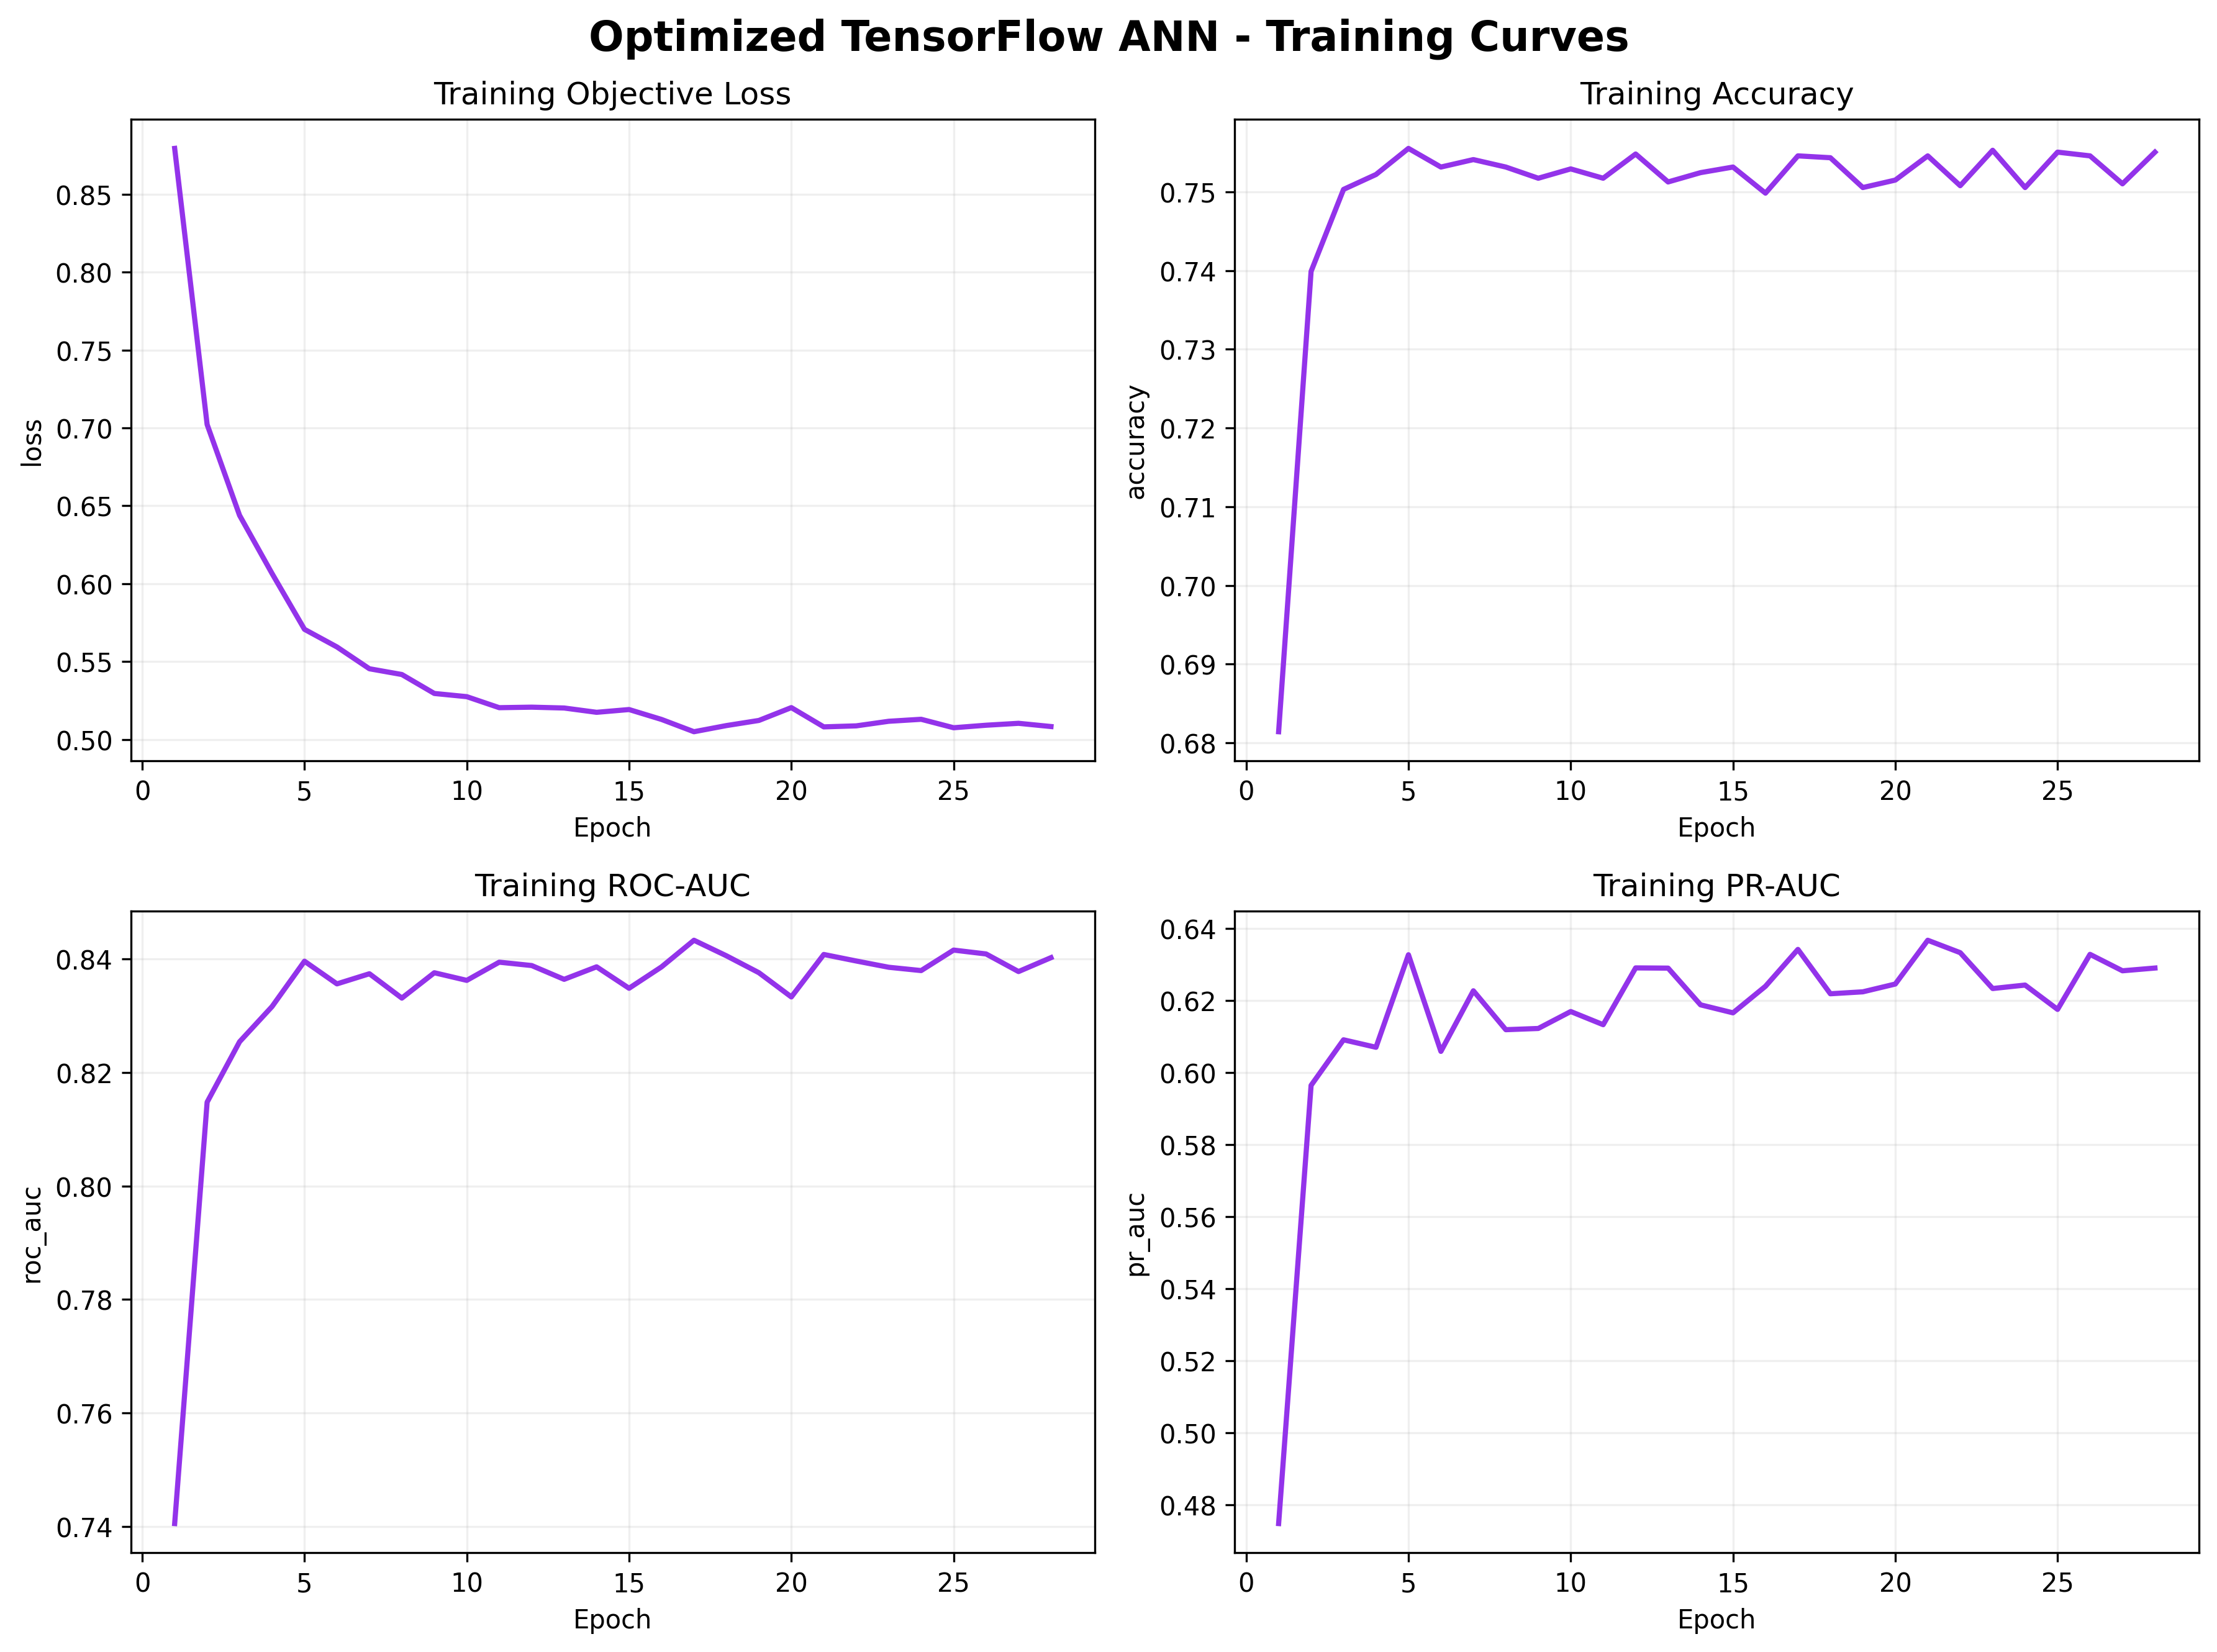 Optimized TensorFlow ANN - Training Curves
Training Objective Loss
loss
0.85
0.80
0.75
0.70
0.65
0.60
0.55
0.50
0 5 10 15 20 25
Epoch
Training Accuracy
accuracy
0.75
0.74
0.73
0.72
0.71
0.70
0.69
0.68
0 5 10 15 20 25
Epoch
Training ROC-AUC
roc_auc
0.84
0.82
0.80
0.78
0.76
0.74
0 5 10 15 20 25
Epoch
Training PR-AUC
pr_auc
0.64
0.62
0.60
0.58
0.56
0.54
0.52
0.50
0.48
0 5 10 15 20 25
Epoch